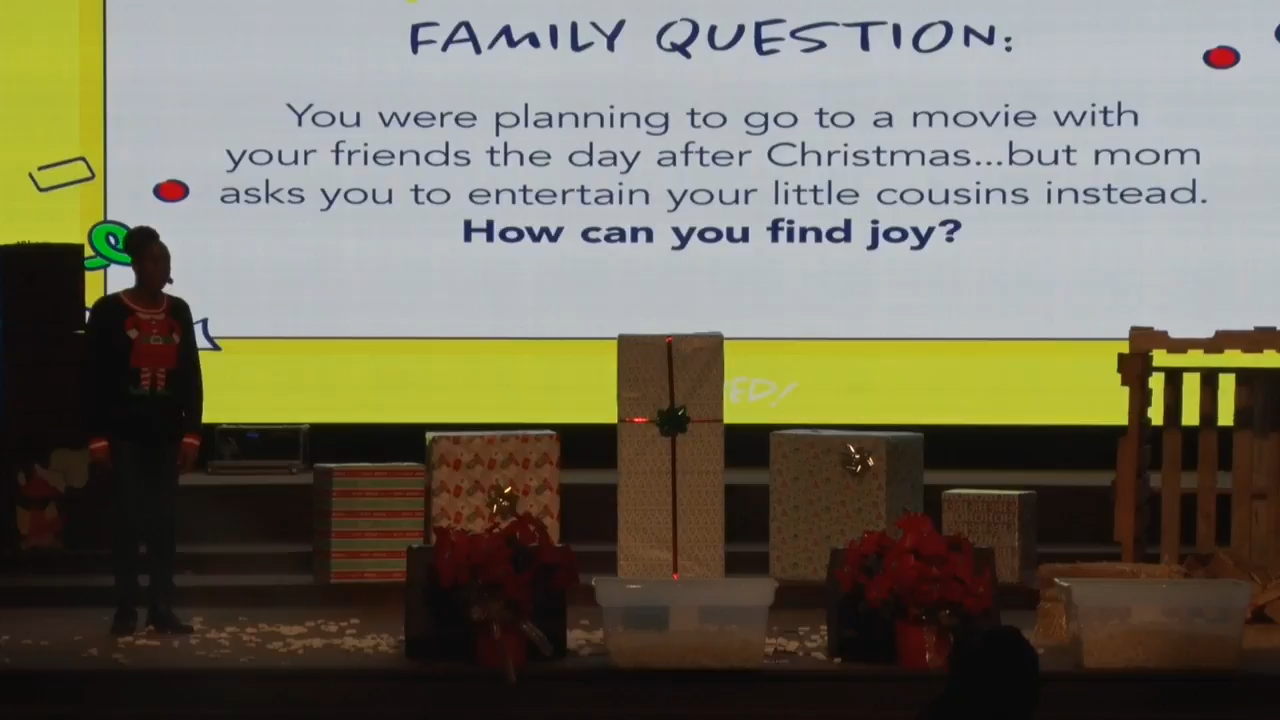 FAMILY QUESTION:
You were planning to go to a movie with
your friends the day after Christmas...but mom
asks you to entertain your little cousins instead.
How can you find joy?